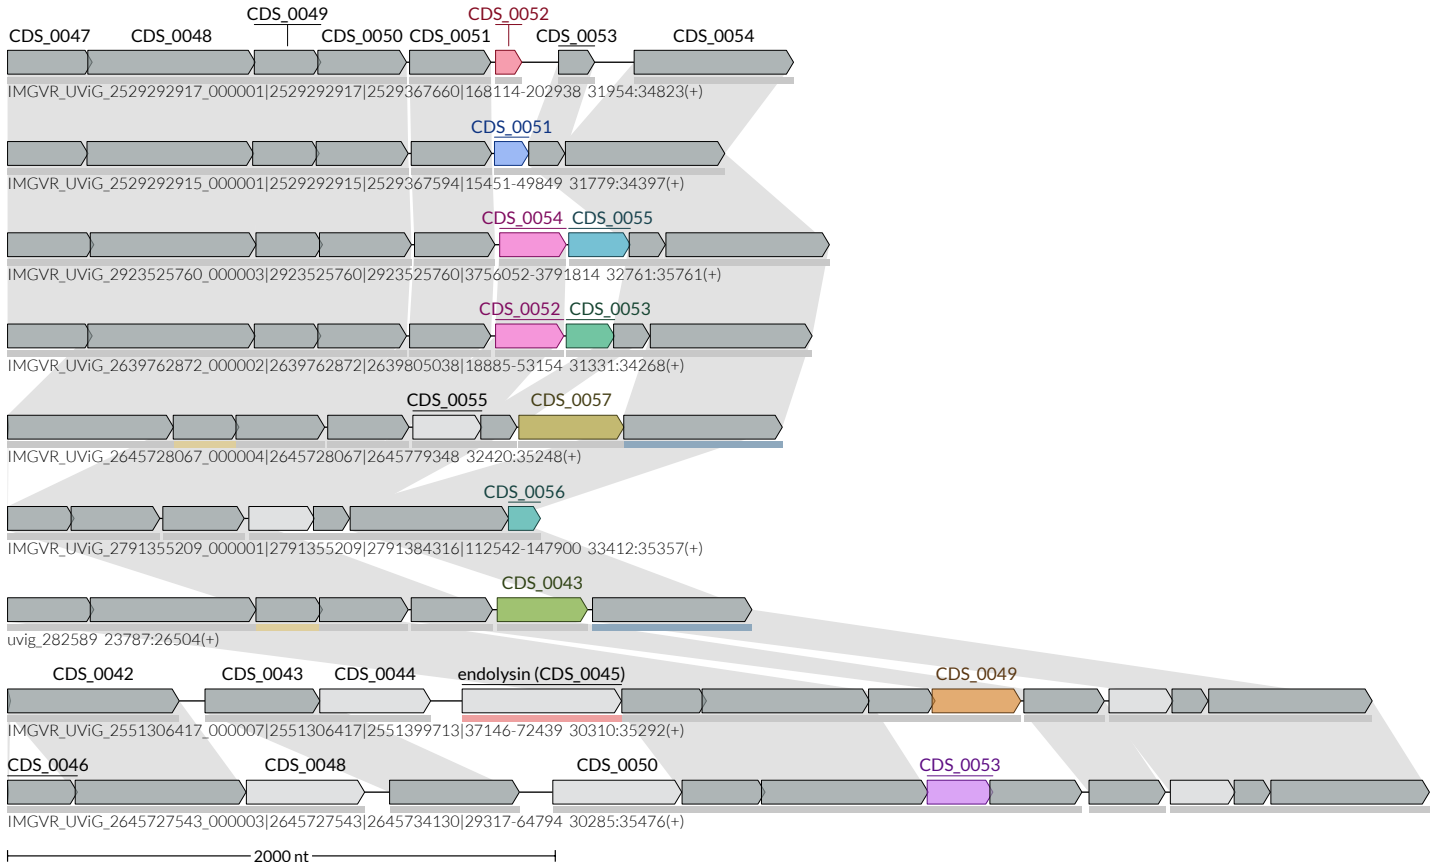 CDS_0049 CDS_0052
CDS_0047 CDS_0048 CDS_0050 CDS_0051 CDS_0053 CDS_0054
IMGVR_UViG_2529292917_000001|2529292917|2529367660|168114-202938 31954:34823(+)
CDS_0051
IMGVR_UViG_2529292915_000001|2529292915|2529367594|15451-49849 31779:34397(+)
CDS_0054 CDS_0055
IMGVR_UViG_2923525760_000003|2923525760|2923525760|3756052-3791814 32761:35761(+)
CDS_0052 CDS_0053
IMGVR_UViG_2639762872_000002|2639762872|2639805038|18885-53154 31331:34268(+)
CDS_0055 CDS_0057
IMGVR_UViG_2645728067_000004|2645728067|2645779348 32420:35248(+)
CDS_0056
IMGVR_UViG_2791355209_000001|2791355209|2791384316|112542-147900 33412:35357(+)
CDS_0043
uvig_282589 23787:26504(+)
CDS_0042 CDS_0043 CDS_0044 endolysin (CDS_0045) CDS_0049
IMGVR_UViG_2551306417_000007|2551306417|2551399713|37146-72439 30310:35292(+)
CDS_0046 CDS_0048 CDS_0050 CDS_0053
IMGVR_UViG_2645727543_000003|2645727543|2645734130|29317-64794 30285:35476(+)
2000 nt